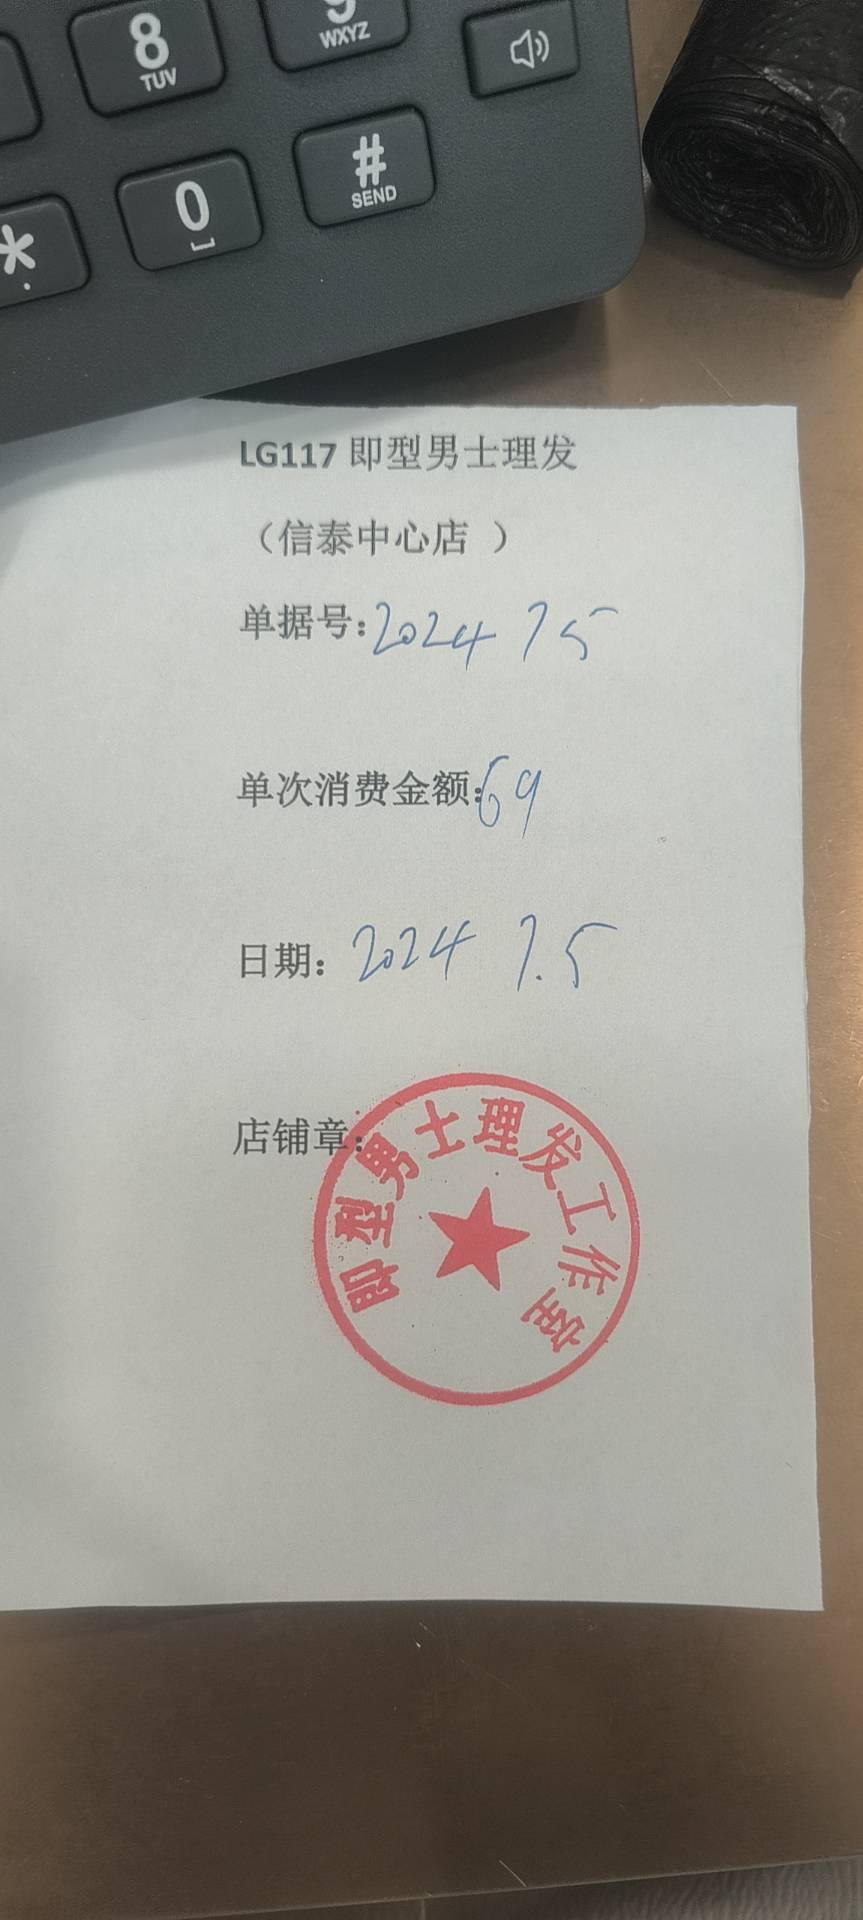 8
TUV
9
WXYZ
*
0
#
SEND
LG117 即型男士理发
（信泰中心店 ）
单据号：2024 7 5
单次消费金额：69
日期：2024 7.5
店铺章：
即型男士理发工作室